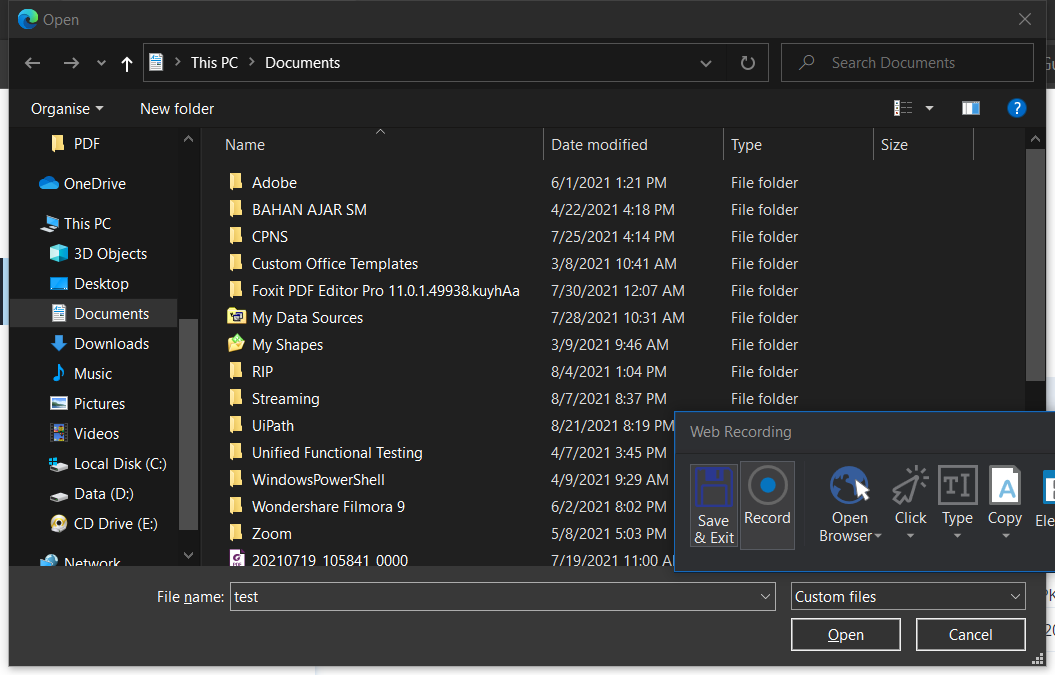 Open
This PC > Documents
Search Documents
Organise New folder
PDF
OneDrive
This PC
3D Objects
Desktop
Documents
Downloads
Music
Pictures
Videos
Local Disk (C:)
Data (D:)
CD Drive (E:)
Network
Name Date modified Type Size
Adobe 6/1/2021 1:21 PM File folder
BAHAN AJAR SM 4/22/2021 4:18 PM File folder
CPNS 7/25/2021 4:14 PM File folder
Custom Office Templates 3/8/2021 10:41 AM File folder
Foxit PDF Editor Pro 11.0.1.49938.kuyhAa 7/30/2021 12:07 AM File folder
My Data Sources 7/28/2021 10:31 AM File folder
My Shapes 3/9/2021 9:46 AM File folder
RIP 8/4/2021 1:04 PM File folder
Streaming 8/7/2021 8:37 PM File folder
UiPath 8/21/2021 8:19 PM
Unified Functional Testing 4/7/2021 3:45 PM
WindowsPowerShell 4/9/2021 9:29 AM
Wondershare Filmora 9 6/2/2021 8:02 PM
Zoom 5/8/2021 5:03 PM
20210719_105841_0000 7/19/2021 11:00 AM
Web Recording
Save & Exit
Record
Open Browser
Click
Type
Copy
Ele
File name: test
Custom files
Open
Cancel